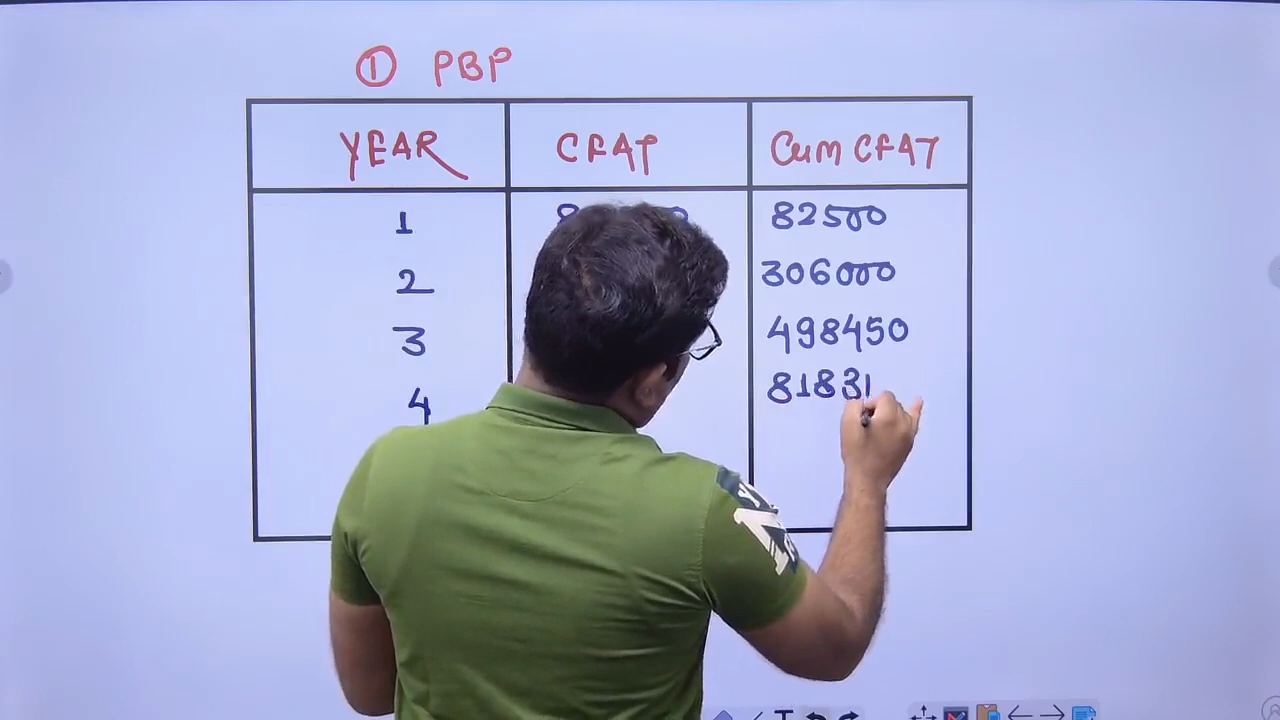 ① PBP
YEAR CFAT Cum CFAT
1 82500
2 306000
3 498450
4 81831